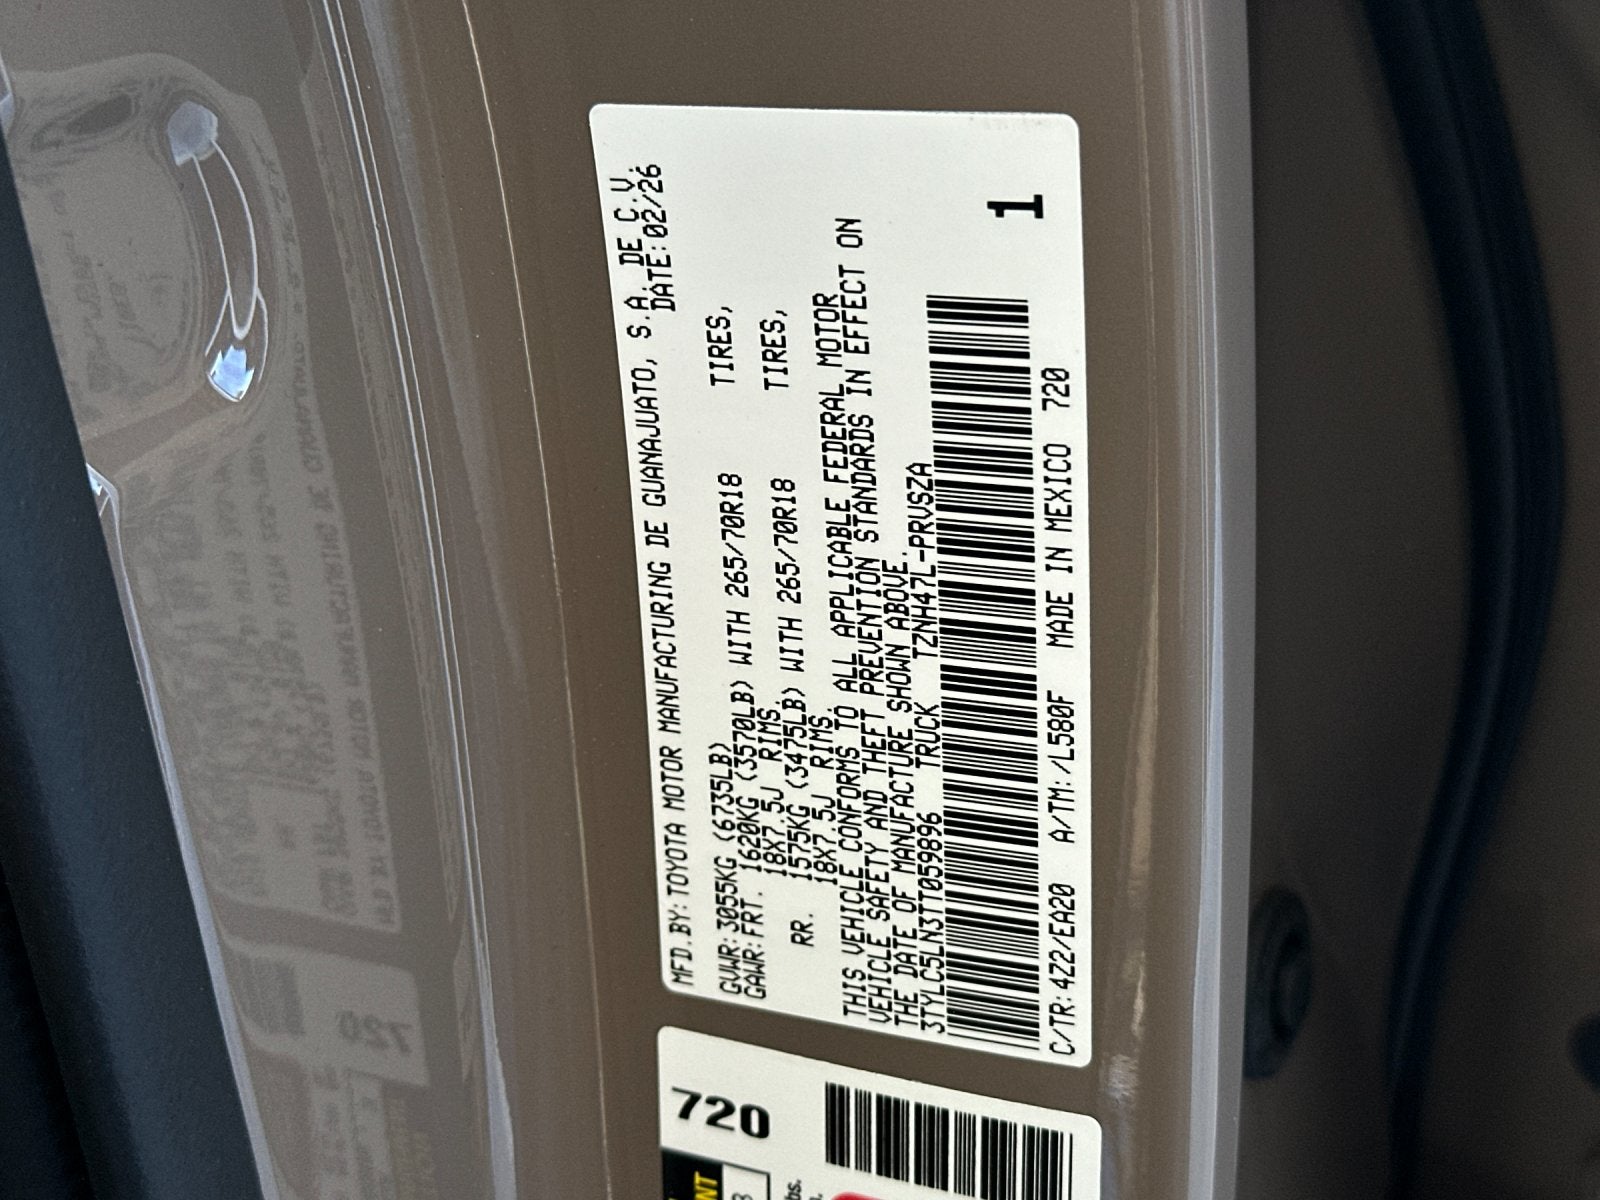 MFD.BY:TOYOTA MOTOR MANUFACTURING DE GUANAJUATO, S.A. DE C.V.
DATE:02/26
GVWR:3055KG (6735LB)
GAWR:FRT. 1620KG (3570LB) WITH 265/70R18 TIRES,
18X7.5J RIMS,
RR. 1575KG (3475LB) WITH 265/70R18 TIRES,
18X7.5J RIMS.
THIS VEHICLE CONFORMS TO ALL APPLICABLE FEDERAL MOTOR
VEHICLE SAFETY AND THEFT PREVENTION STANDARDS IN EFFECT ON
THE DATE OF MANUFACTURE SHOWN ABOVE.
3TYLC5LN3TT059896 TRUCK TZNH47L-PRVSZA
1
C/TR:4Z2/EA20 A/TM:/L580F MADE IN MEXICO 720
720